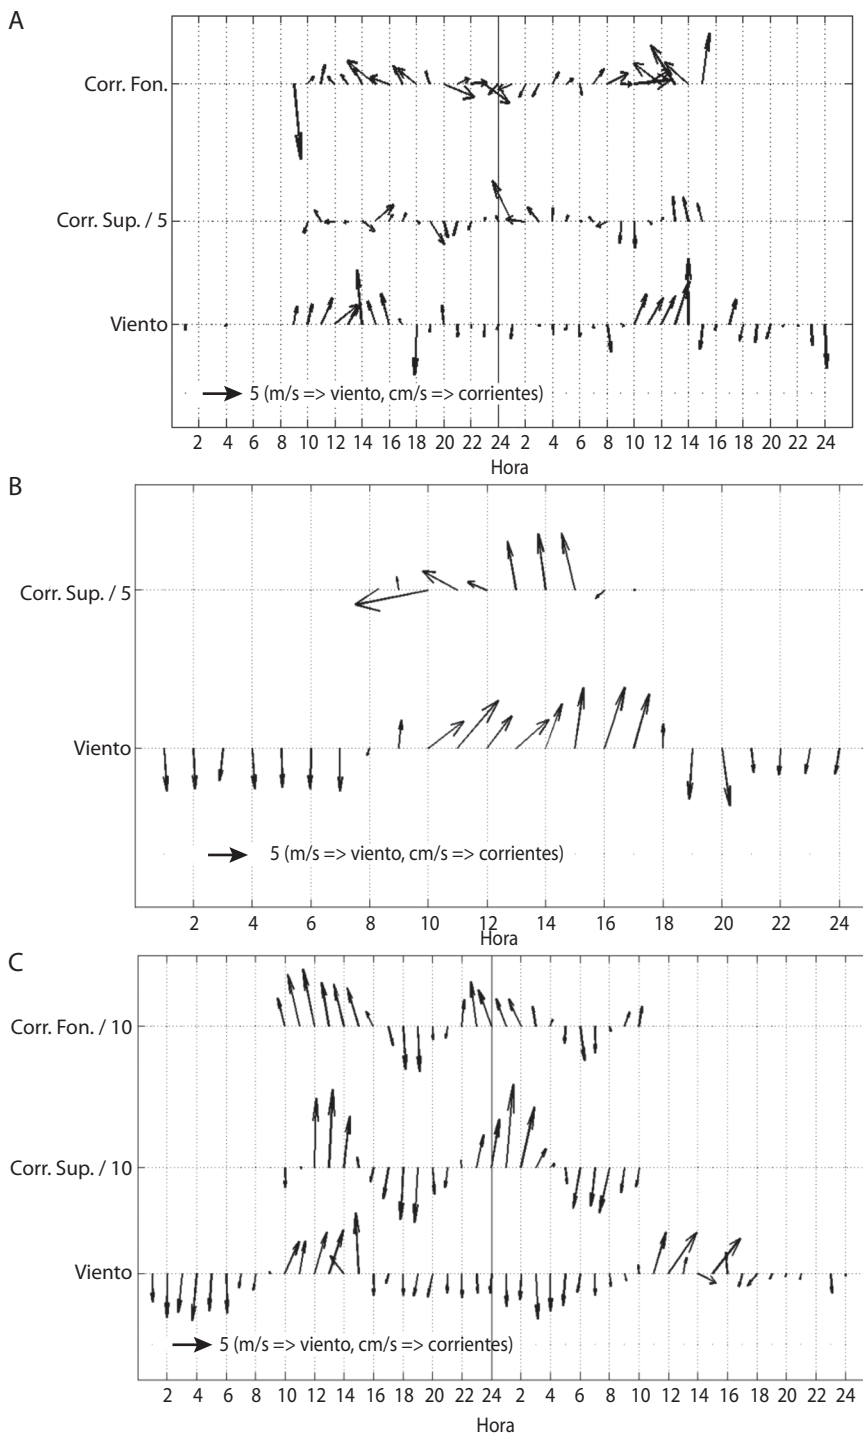 A
Corr. Fon.
Corr. Sup. / 5
Viento
5 (m/s => viento, cm/s => corrientes)
2 4 6 8 10 12 14 16 18 20 22 24 2 4 6 8 10 12 14 16 18 20 22 24
Hora
B
Corr. Sup. / 5
Viento
5 (m/s => viento, cm/s => corrientes)
2 4 6 8 10 12 14 16 18 20 22 24
Hora
C
Corr. Fon. / 10
Corr. Sup. / 10
Viento
5 (m/s => viento, cm/s => corrientes)
2 4 6 8 10 12 14 16 18 20 22 24 2 4 6 8 10 12 14 16 18 20 22 24
Hora